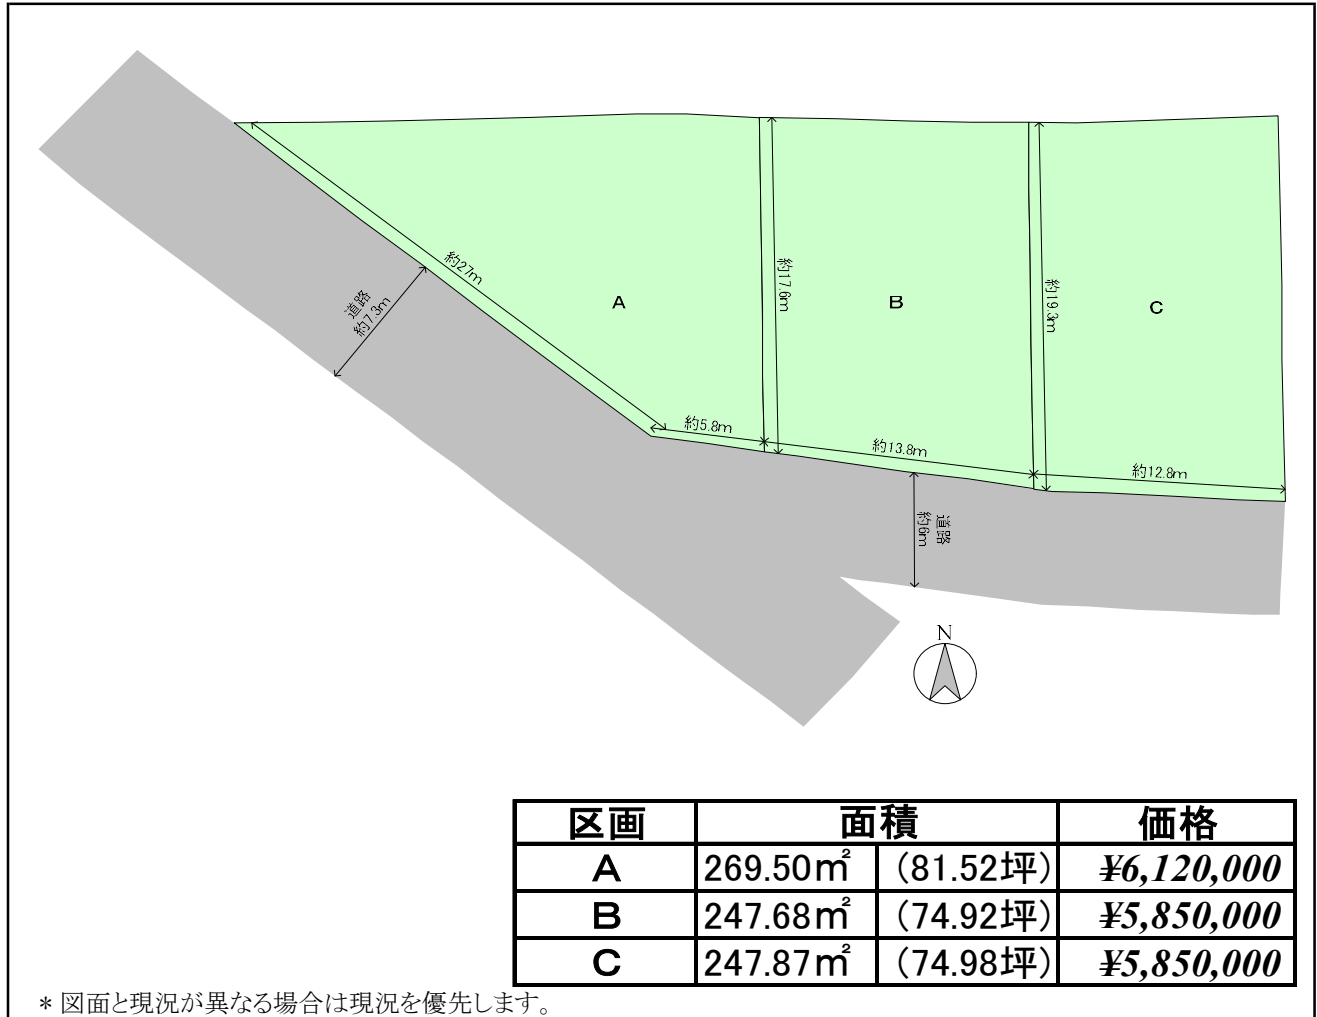 約27m
道路
約7.3m
A
約17.6m
B
約19.3m
C
約5.8m
約13.8m
約12.8m
道路
約6m
N
区画 面積 価格
A 269.50㎡ (81.52坪) ¥6,120,000
B 247.68㎡ (74.92坪) ¥5,850,000
C 247.87㎡ (74.98坪) ¥5,850,000
* 図面と現況が異なる場合は現況を優先します。